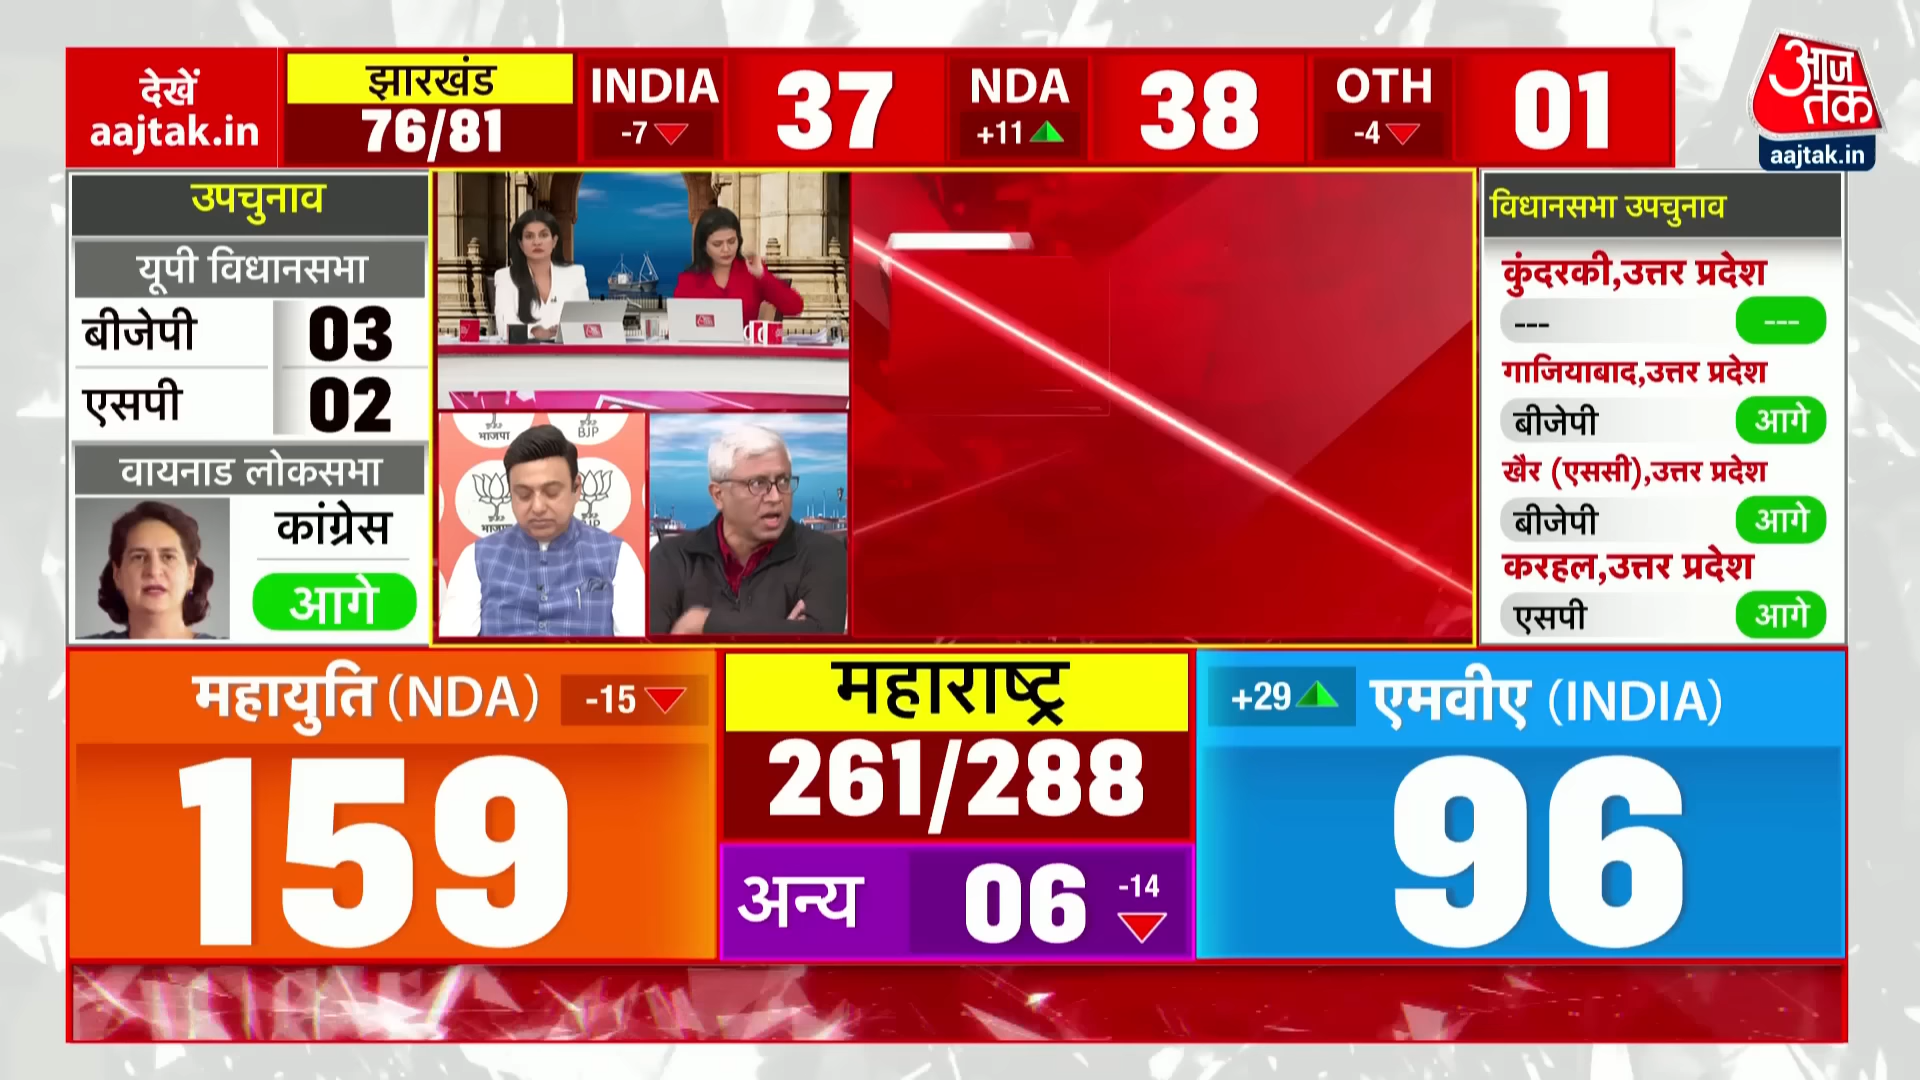 देखें
aajtak.in
झारखंड
76/81
INDIA
-7
37
NDA
+11
38
OTH
-4
01
आज
तक
aajtak.in
उपचुनाव
यूपी विधानसभा
बीजेपी 03
एसपी 02
वायनाड लोकसभा
कांग्रेस
आगे
भाजपा
BJP
विधानसभा उपचुनाव
कुंदरकी,उत्तर प्रदेश
--- ---
गाजियाबाद,उत्तर प्रदेश
बीजेपी आगे
खैर (एससी),उत्तर प्रदेश
बीजेपी आगे
करहल,उत्तर प्रदेश
एसपी आगे
महायुति (NDA) -15
159
महाराष्ट्र
261/288
अन्य 06 -14
+29 एमवीए (INDIA)
96